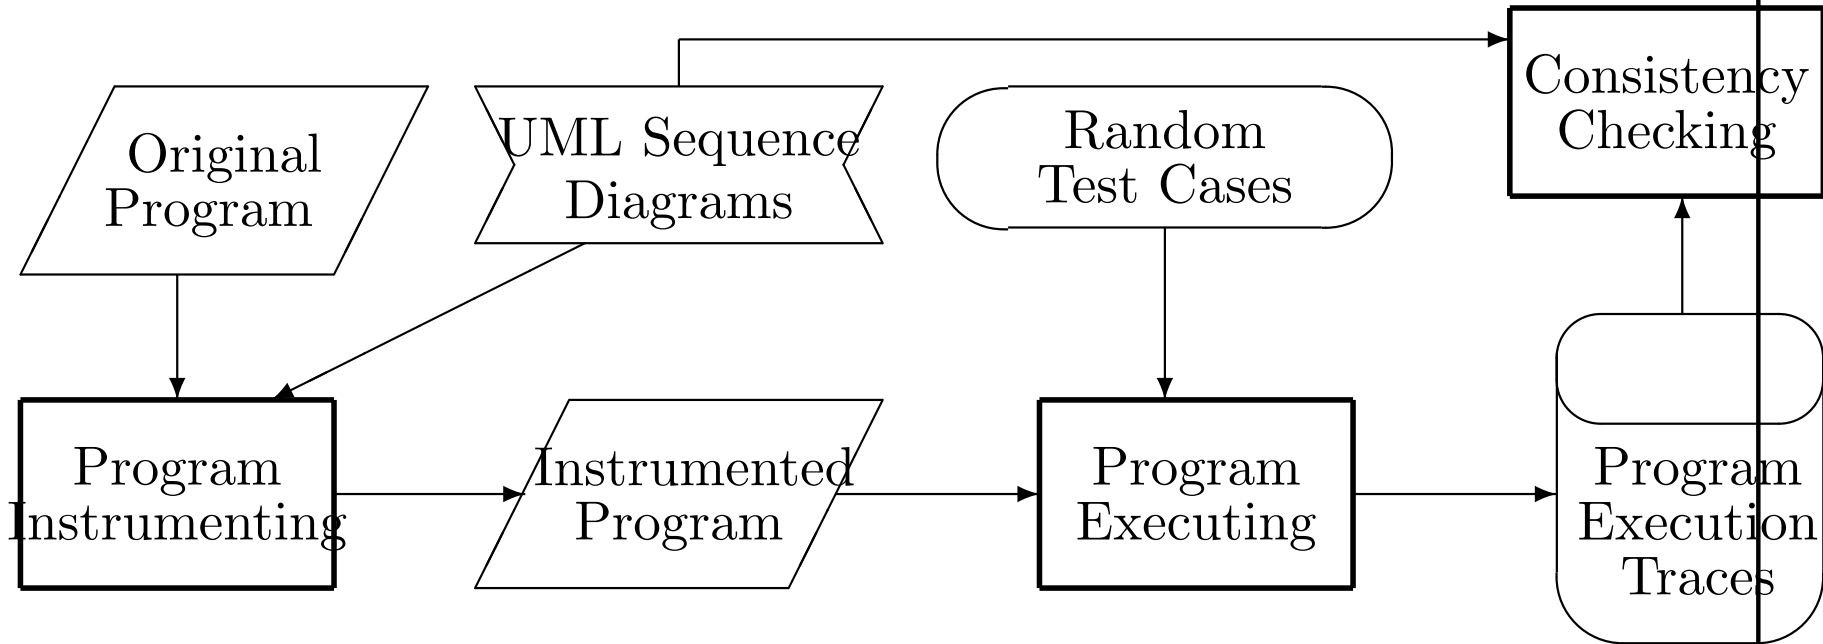 Original
Program
UML Sequence
Diagrams
Random
Test Cases
Consistency
Checking
Program
Instrumenting
Instrumented
Program
Program
Executing
Program
Execution
Traces